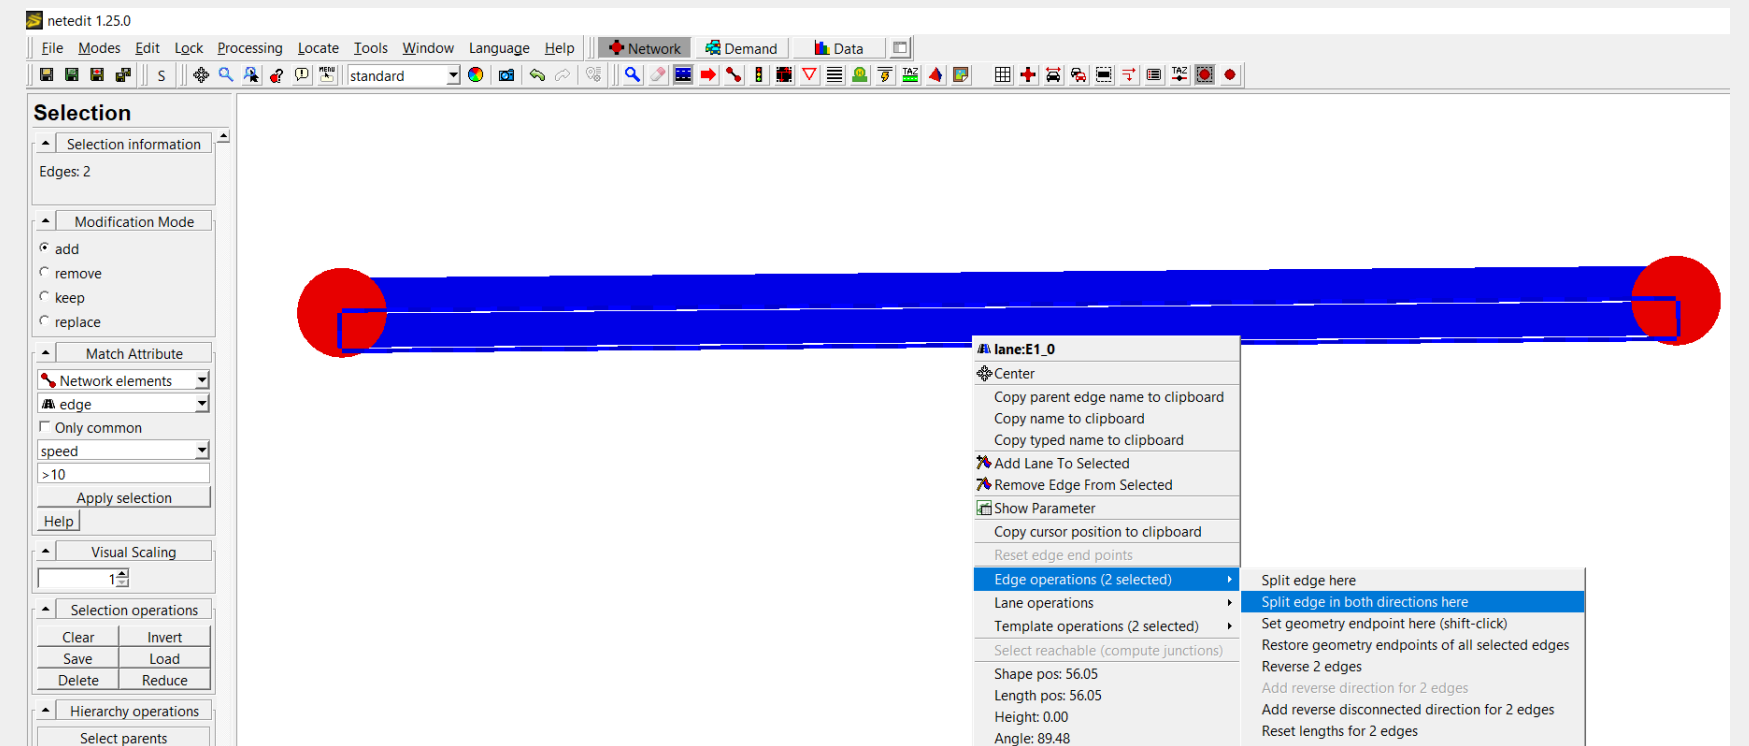 netedit 1.25.0
File Modes Edit Lock Processing Locate Tools Window Language Help Network Demand Data
S MENU standard TAZ TAZ
Selection
Selection information
Edges: 2
Modification Mode
add
remove
keep
replace
Match Attribute
Network elements
edge
Only common
speed
>10
Apply selection
Help
Visual Scaling
1
Selection operations
Clear Invert
Save Load
Delete Reduce
Hierarchy operations
Select parents
lane:E1_0
Center
Copy parent edge name to clipboard
Copy name to clipboard
Copy typed name to clipboard
Add Lane To Selected
Remove Edge From Selected
Show Parameter
Copy cursor position to clipboard
Reset edge end points
Edge operations (2 selected)
Lane operations
Template operations (2 selected)
Select reachable (compute junctions)
Shape pos: 56.05
Length pos: 56.05
Height: 0.00
Angle: 89.48
Split edge here
Split edge in both directions here
Set geometry endpoint here (shift-click)
Restore geometry endpoints of all selected edges
Reverse 2 edges
Add reverse direction for 2 edges
Add reverse disconnected direction for 2 edges
Reset lengths for 2 edges